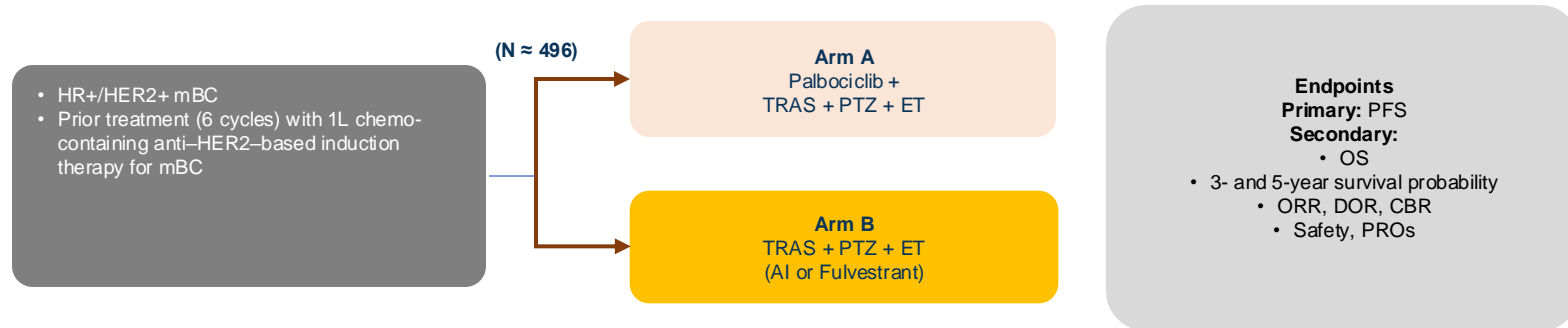 • HR+/HER2+ mBC
• Prior treatment (6 cycles) with 1L chemo-
containing anti–HER2–based induction
therapy for mBC
(N ≈ 496)
Arm A
Palbociclib +
TRAS + PTZ + ET
Arm B
TRAS + PTZ + ET
(AI or Fulvestrant)
Endpoints
Primary: PFS
Secondary:
• OS
• 3- and 5-year survival probability
• ORR, DOR, CBR
• Safety, PROs